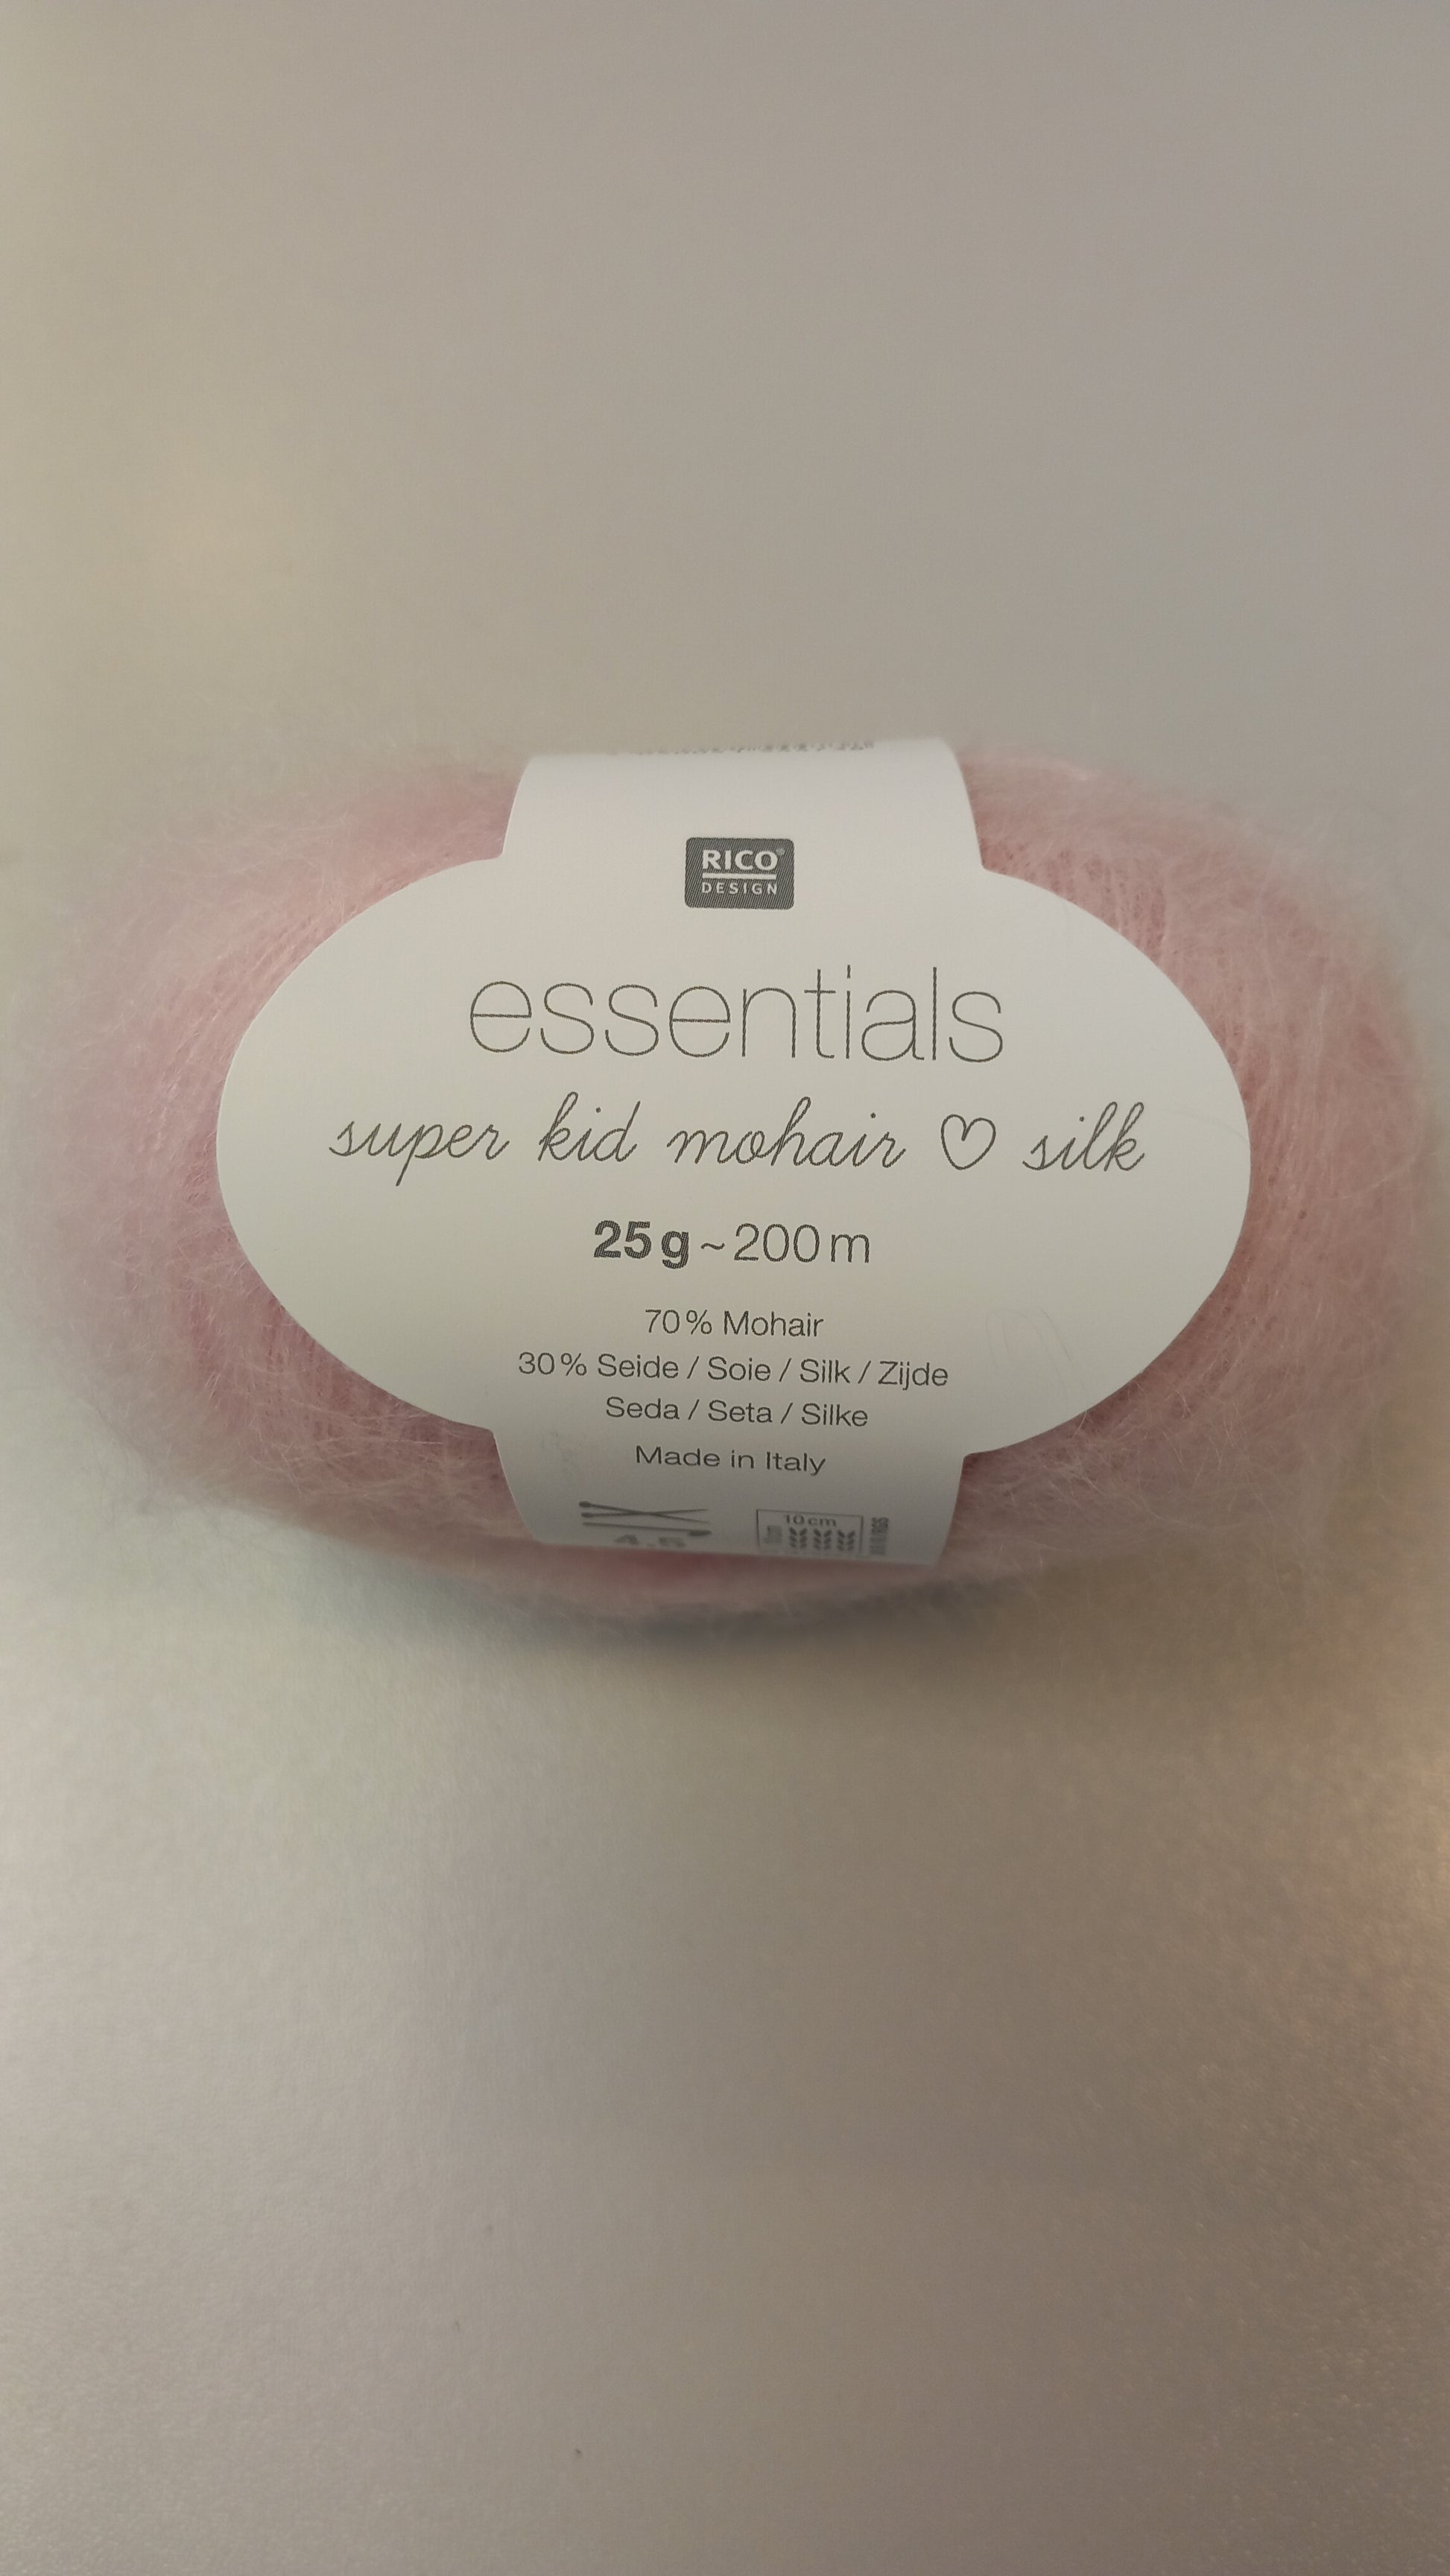 RICO®
DESIGN
essentials
super kid mohair ♡ silk
25 g ~ 200 m
70 % Mohair
30 % Seide / Soie / Silk / Zijde
Seda / Seta / Silke
Made in Italy
10 cm